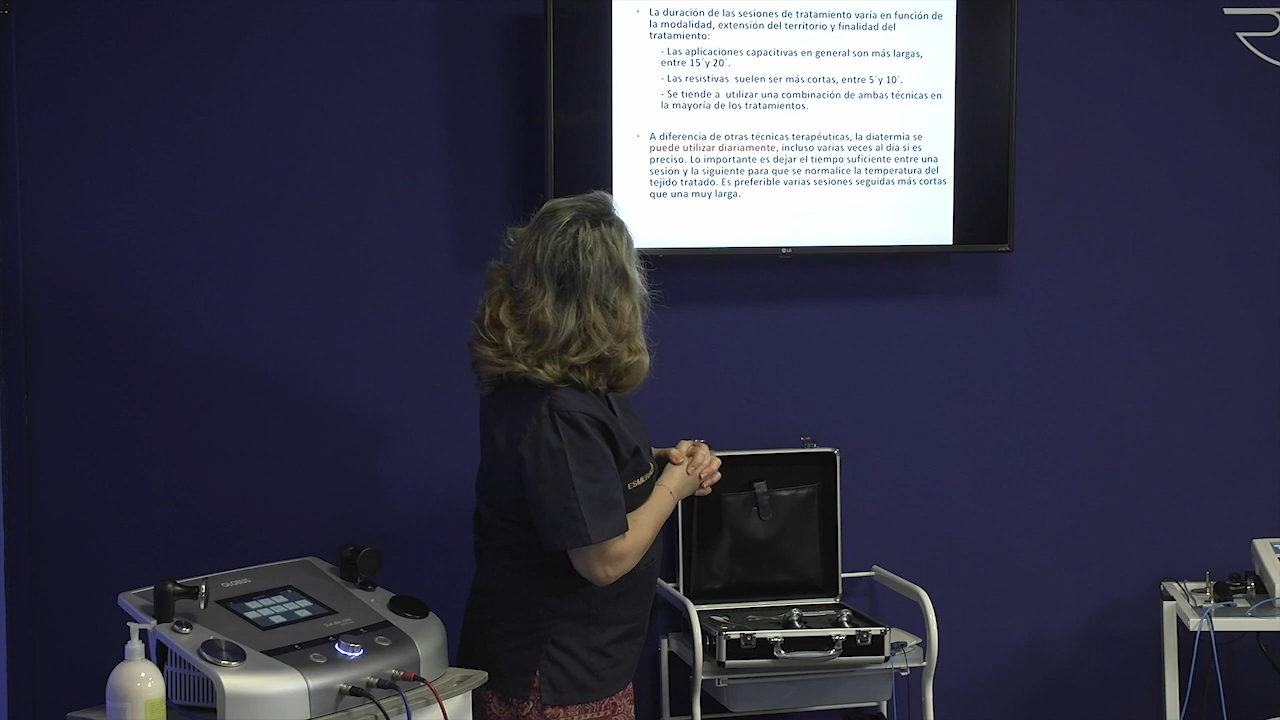 La duración de las sesiones de tratamiento varía en función de
la modalidad, extensión del territorio y finalidad del
tratamiento:
- Las aplicaciones capacitivas en general son más largas,
entre 15´y 20´.
- Las resistivas suelen ser más cortas, entre 5´y 10´.
- Se tiende a utilizar una combinación de ambas técnicas en
la mayoría de los tratamientos.
A diferencia de otras técnicas terapéuticas, la diatermia se
puede utilizar diariamente, incluso varias veces al día si es
preciso. Lo importante es dejar el tiempo suficiente entre una
sesión y la siguiente para que se normalice la temperatura del
tejido tratado. Es preferible varias sesiones seguidas más cortas
que una muy larga.
LG
GLOBUS